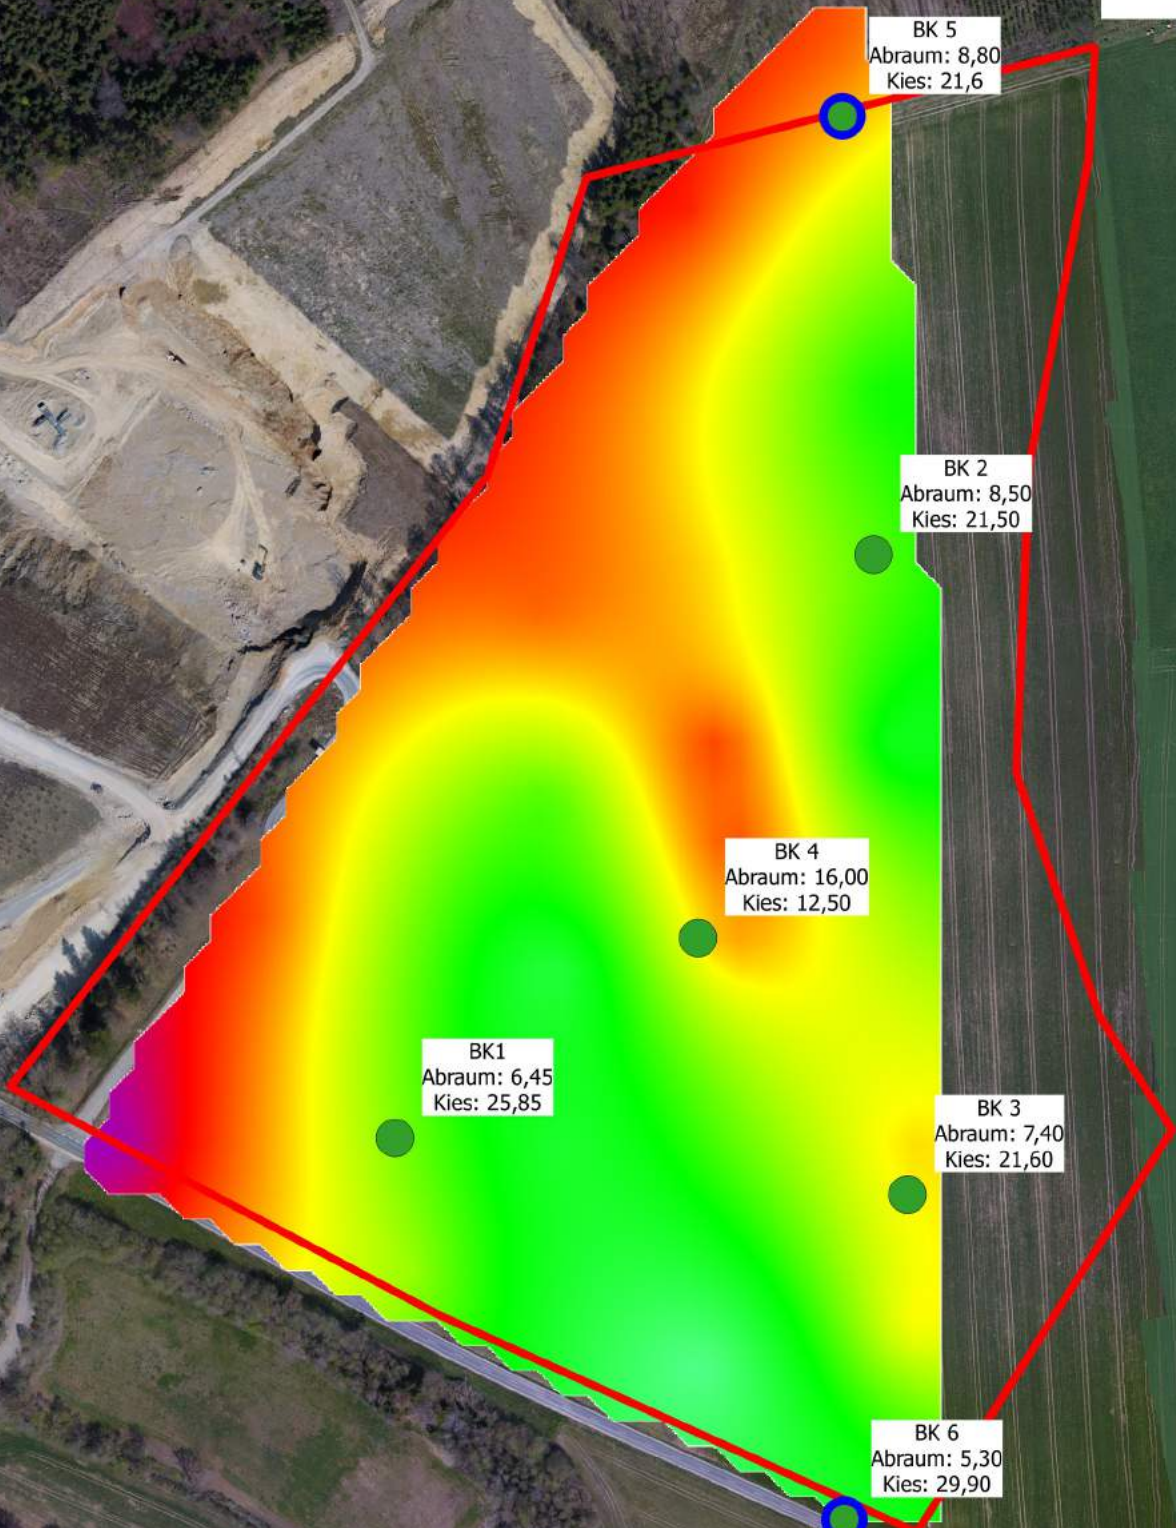 BK 5
Abraum: 8,80
Kies: 21,6
BK 2
Abraum: 8,50
Kies: 21,50
BK 4
Abraum: 16,00
Kies: 12,50
BK1
Abraum: 6,45
Kies: 25,85
BK 3
Abraum: 7,40
Kies: 21,60
BK 6
Abraum: 5,30
Kies: 29,90